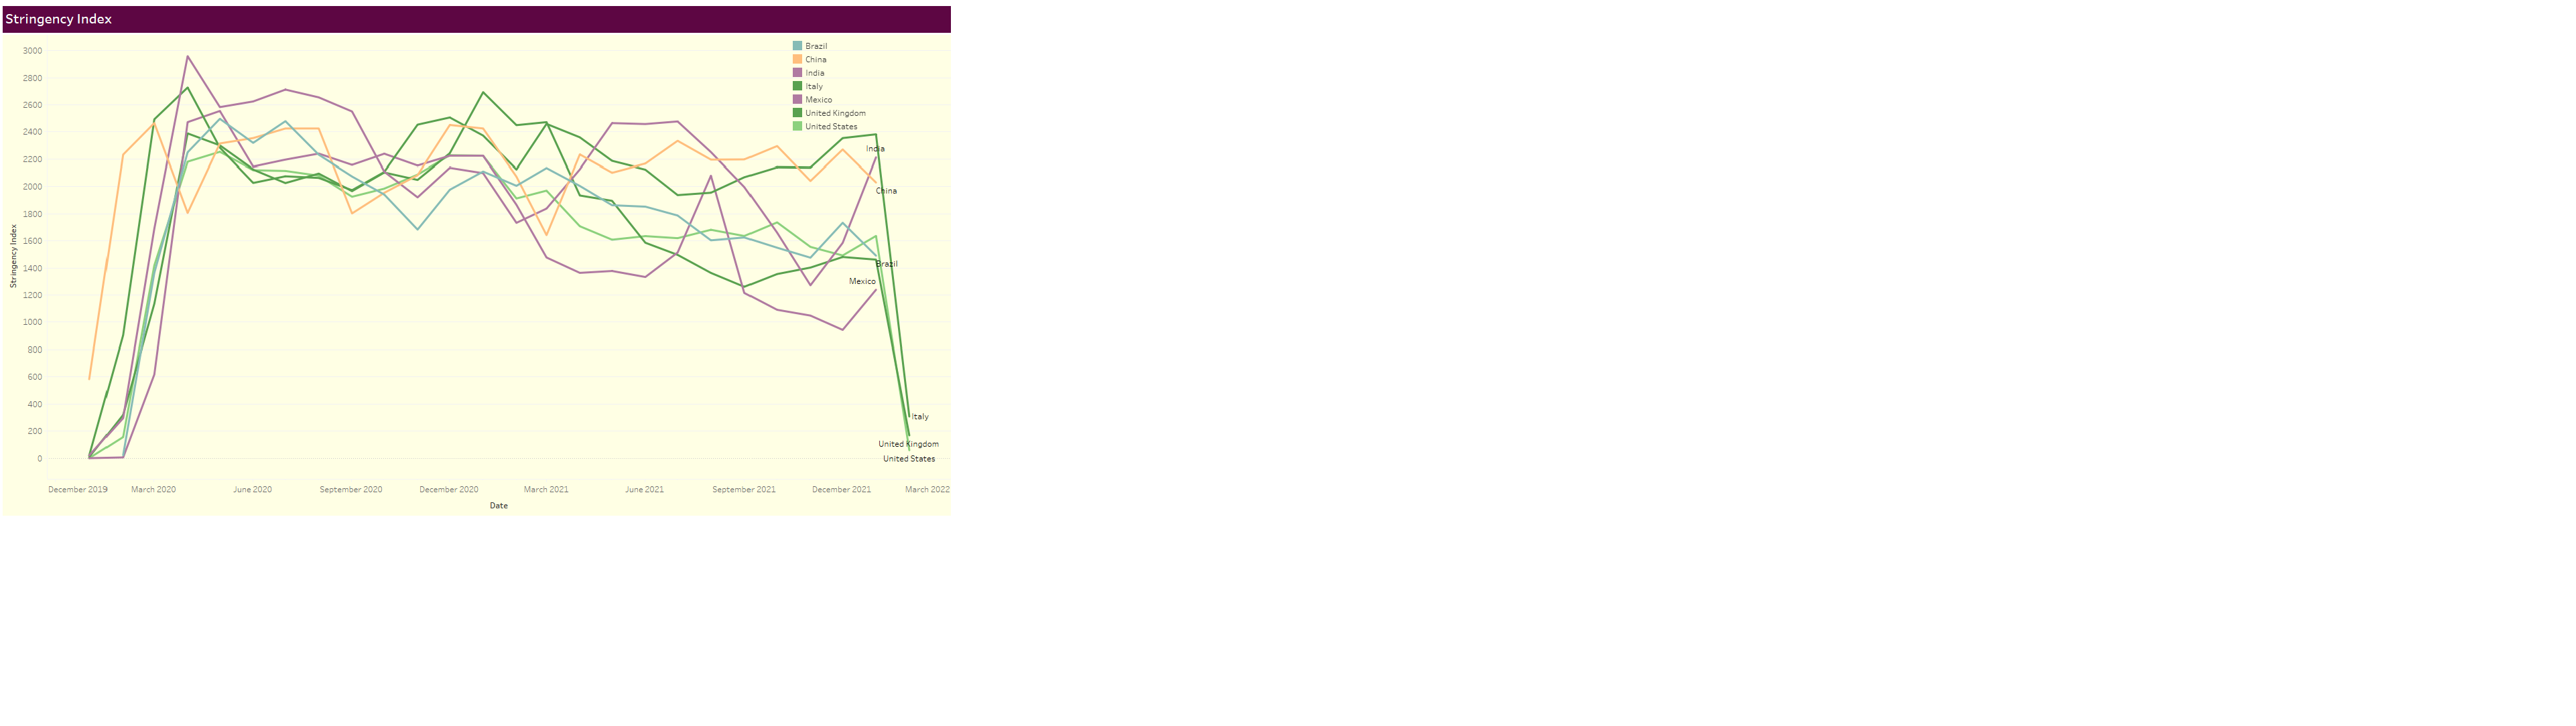 Stringency Index
3000
2800
2600
2400
2200
2000
1800
1600
1400
1200
1000
800
600
400
200
0
Stringency Index
Brazil
China
India
Italy
Mexico
United Kingdom
United States
India
China
Brazil
Mexico
Italy
United Kingdom
United States
December 2019 March 2020 June 2020 September 2020 December 2020 March 2021 June 2021 September 2021 December 2021 March 2022
Date